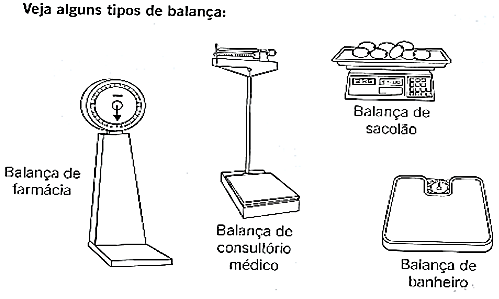 Veja alguns tipos de balança:
Balança de
farmácia
Balança de
consultório
médico
Balança de
sacolão
Balança de
banheiro